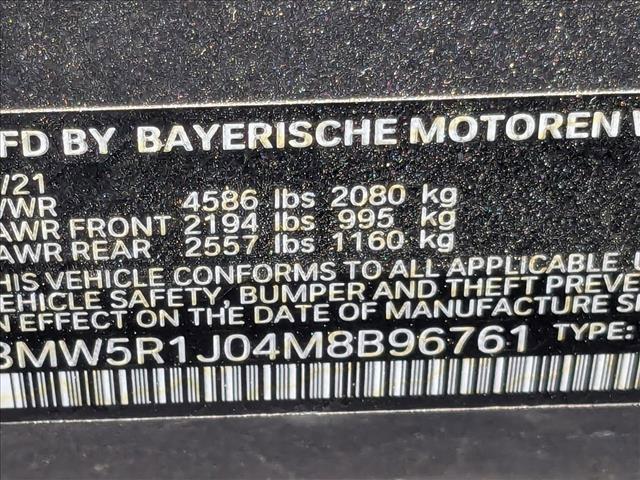 MFD BY BAYERISCHE MOTOREN W
/21
VWR 4586 lbs 2080 kg
AWR FRONT 2194 lbs 995 kg
AWR REAR 2557 lbs 1160 kg
HIS VEHICLE CONFORMS TO ALL APPLICABLE U
EHICLE SAFETY, BUMPER AND THEFT PREVE
N EFFECT ON THE DATE OF MANUFACTURE
3MW5R1J04M8B96761 TYPE: